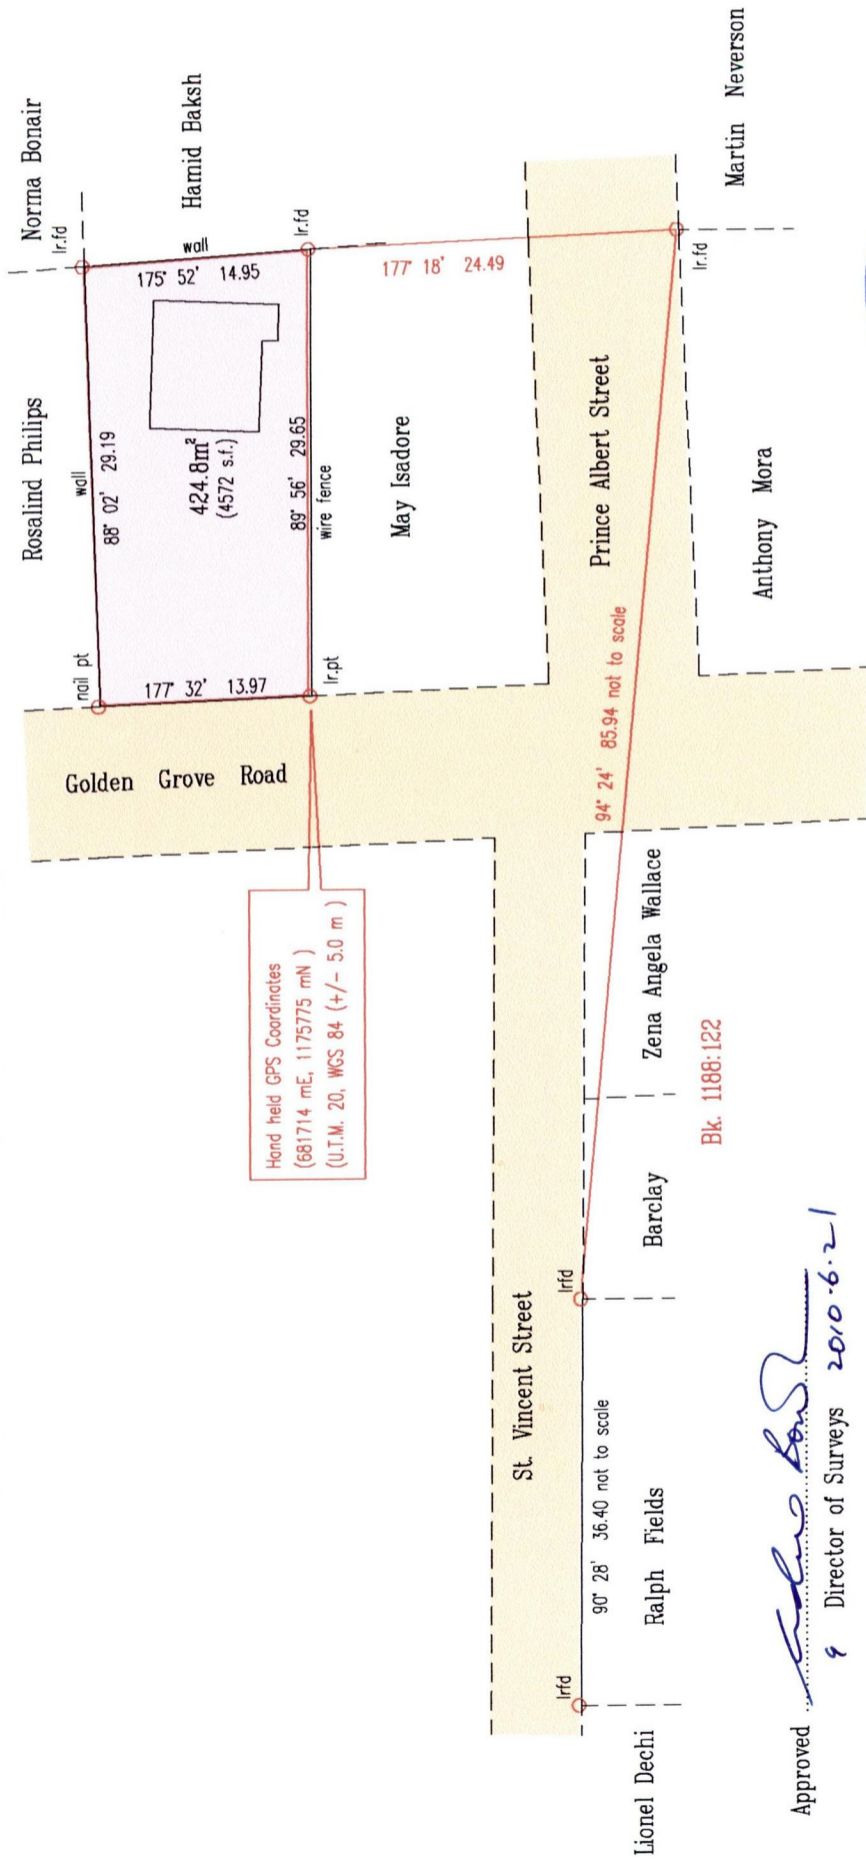 Norma Bonair
Rosalind Philips
Ir.fd
nail pt
wall
88° 02' 29.19
175° 52' 14.95
wall
Hamid Baksh
424.8m²
(4572 s.f.)
177° 32' 13.97
89° 56' 29.65
Ir.fd
Ir.pt
wire fence
Golden Grove Road
May Isadore
177° 18' 24.49
Hand held GPS Coordinates
(681714 mE, 1175775 mN )
(U.T.M. 20, WGS 84 (+/- 5.0 m )
St. Vincent Street
Prince Albert Street
Irfd
90° 28' 36.40 not to scale
Irfd
94° 24' 85.94 not to scale
Ir.fd
Martin Neverson
Lionel Dechi
Ralph Fields
Barclay
Zena Angela Wallace
Anthony Mora
Bk. 1188:122
Approved
Director of Surveys 2010.6.21